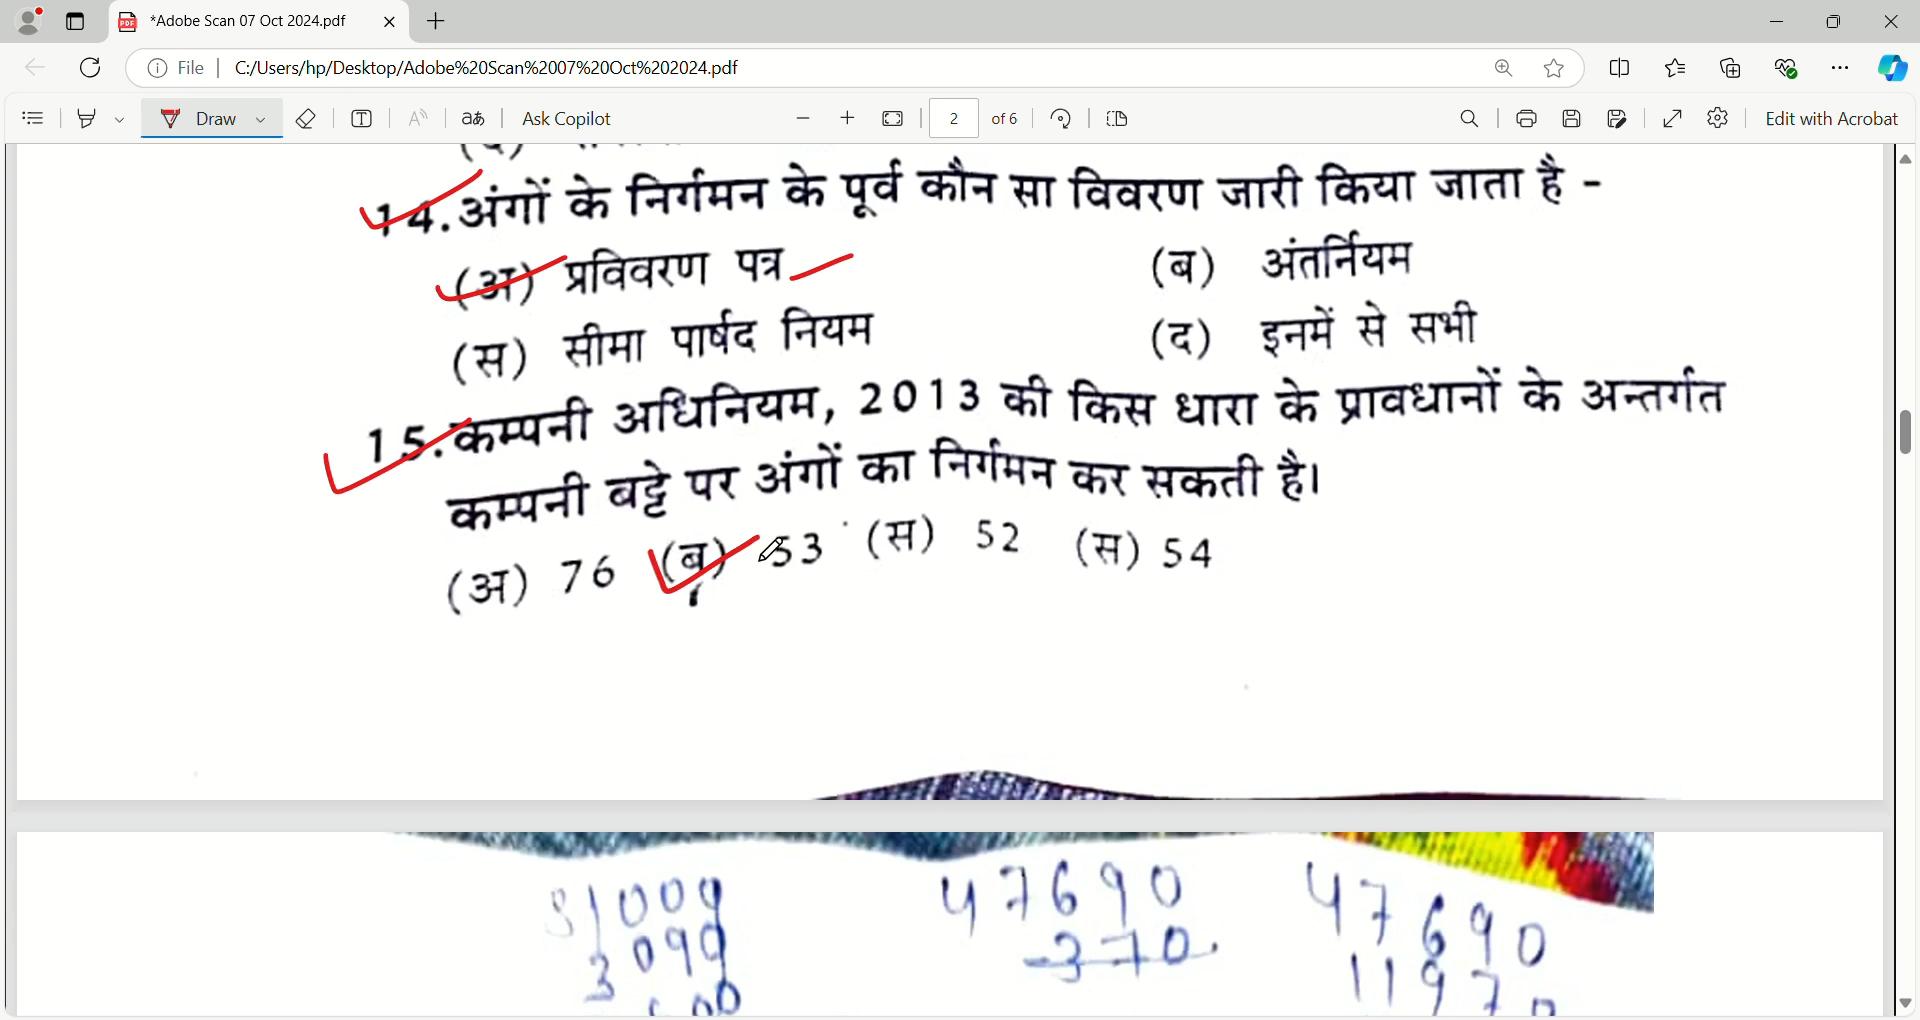 *Adobe Scan 07 Oct 2024.pdf
File C:/Users/hp/Desktop/Adobe%20Scan%2007%20Oct%202024.pdf
Draw Ask Copilot 2 of 6 Edit with Acrobat
14.अंगों के निर्गमन के पूर्व कौन सा विवरण जारी किया जाता है -
(अ) प्रविवरण पत्र (ब) अंतर्नियम
(स) सीमा पार्षद नियम (द) इनमें से सभी
15.कम्पनी अधिनियम, 2013 की किस धारा के प्रावधानों के अन्तर्गत
कम्पनी बट्टे पर अंगों का निर्गमन कर सकती है।
(अ) 76 (ब) 53 (स) 52 (स) 54
47690 47690
370